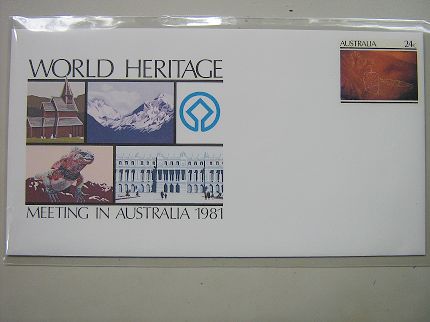 WORLD HERITAGE
MEETING IN AUSTRALIA 1981
AUSTRALIA 24c